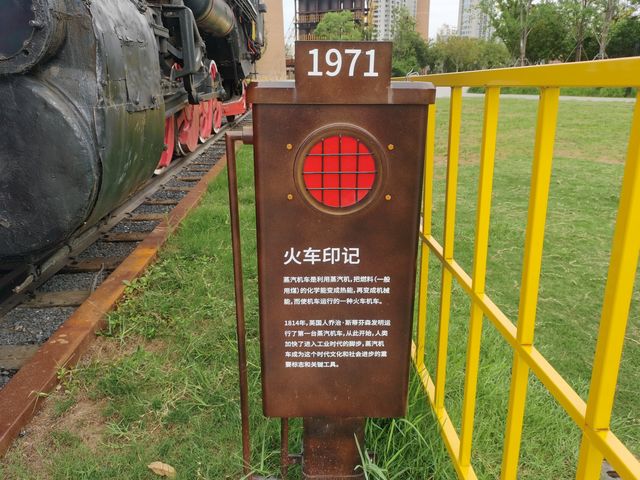 1971
火车印记
蒸汽机车是利用蒸汽机，把燃料(一般
用煤)的化学能变成热能，再变成机械
能，而使机车运行的一种火车机车。
1814年，英国人乔治·斯蒂芬森发明运
行了第一台蒸汽机车，从此开始，人类
加快了进入工业时代的脚步，蒸汽机
车成为这个时代文化和社会进步的重
要标志和关键工具。